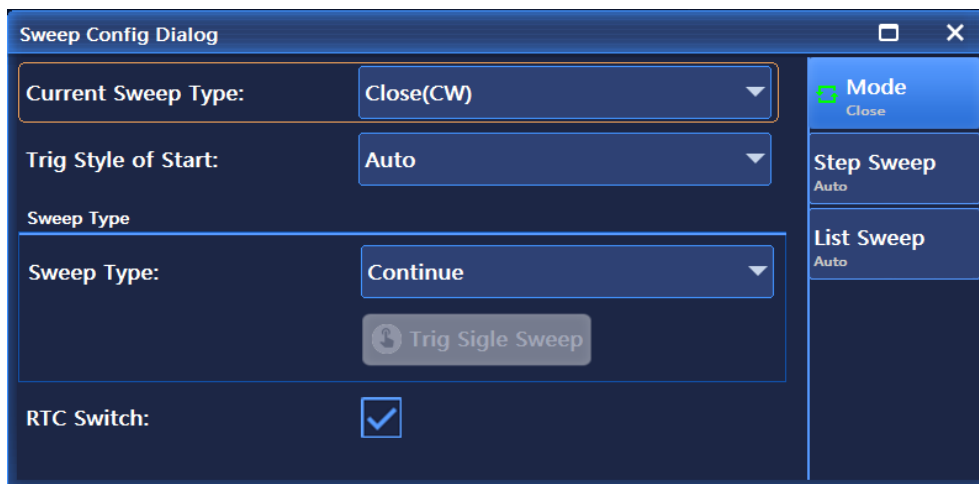 Sweep Config Dialog
Current Sweep Type: Close(CW)
Trig Style of Start: Auto
Sweep Type
Sweep Type: Continue
Trig Sigle Sweep
RTC Switch:
Mode
Close
Step Sweep
Auto
List Sweep
Auto